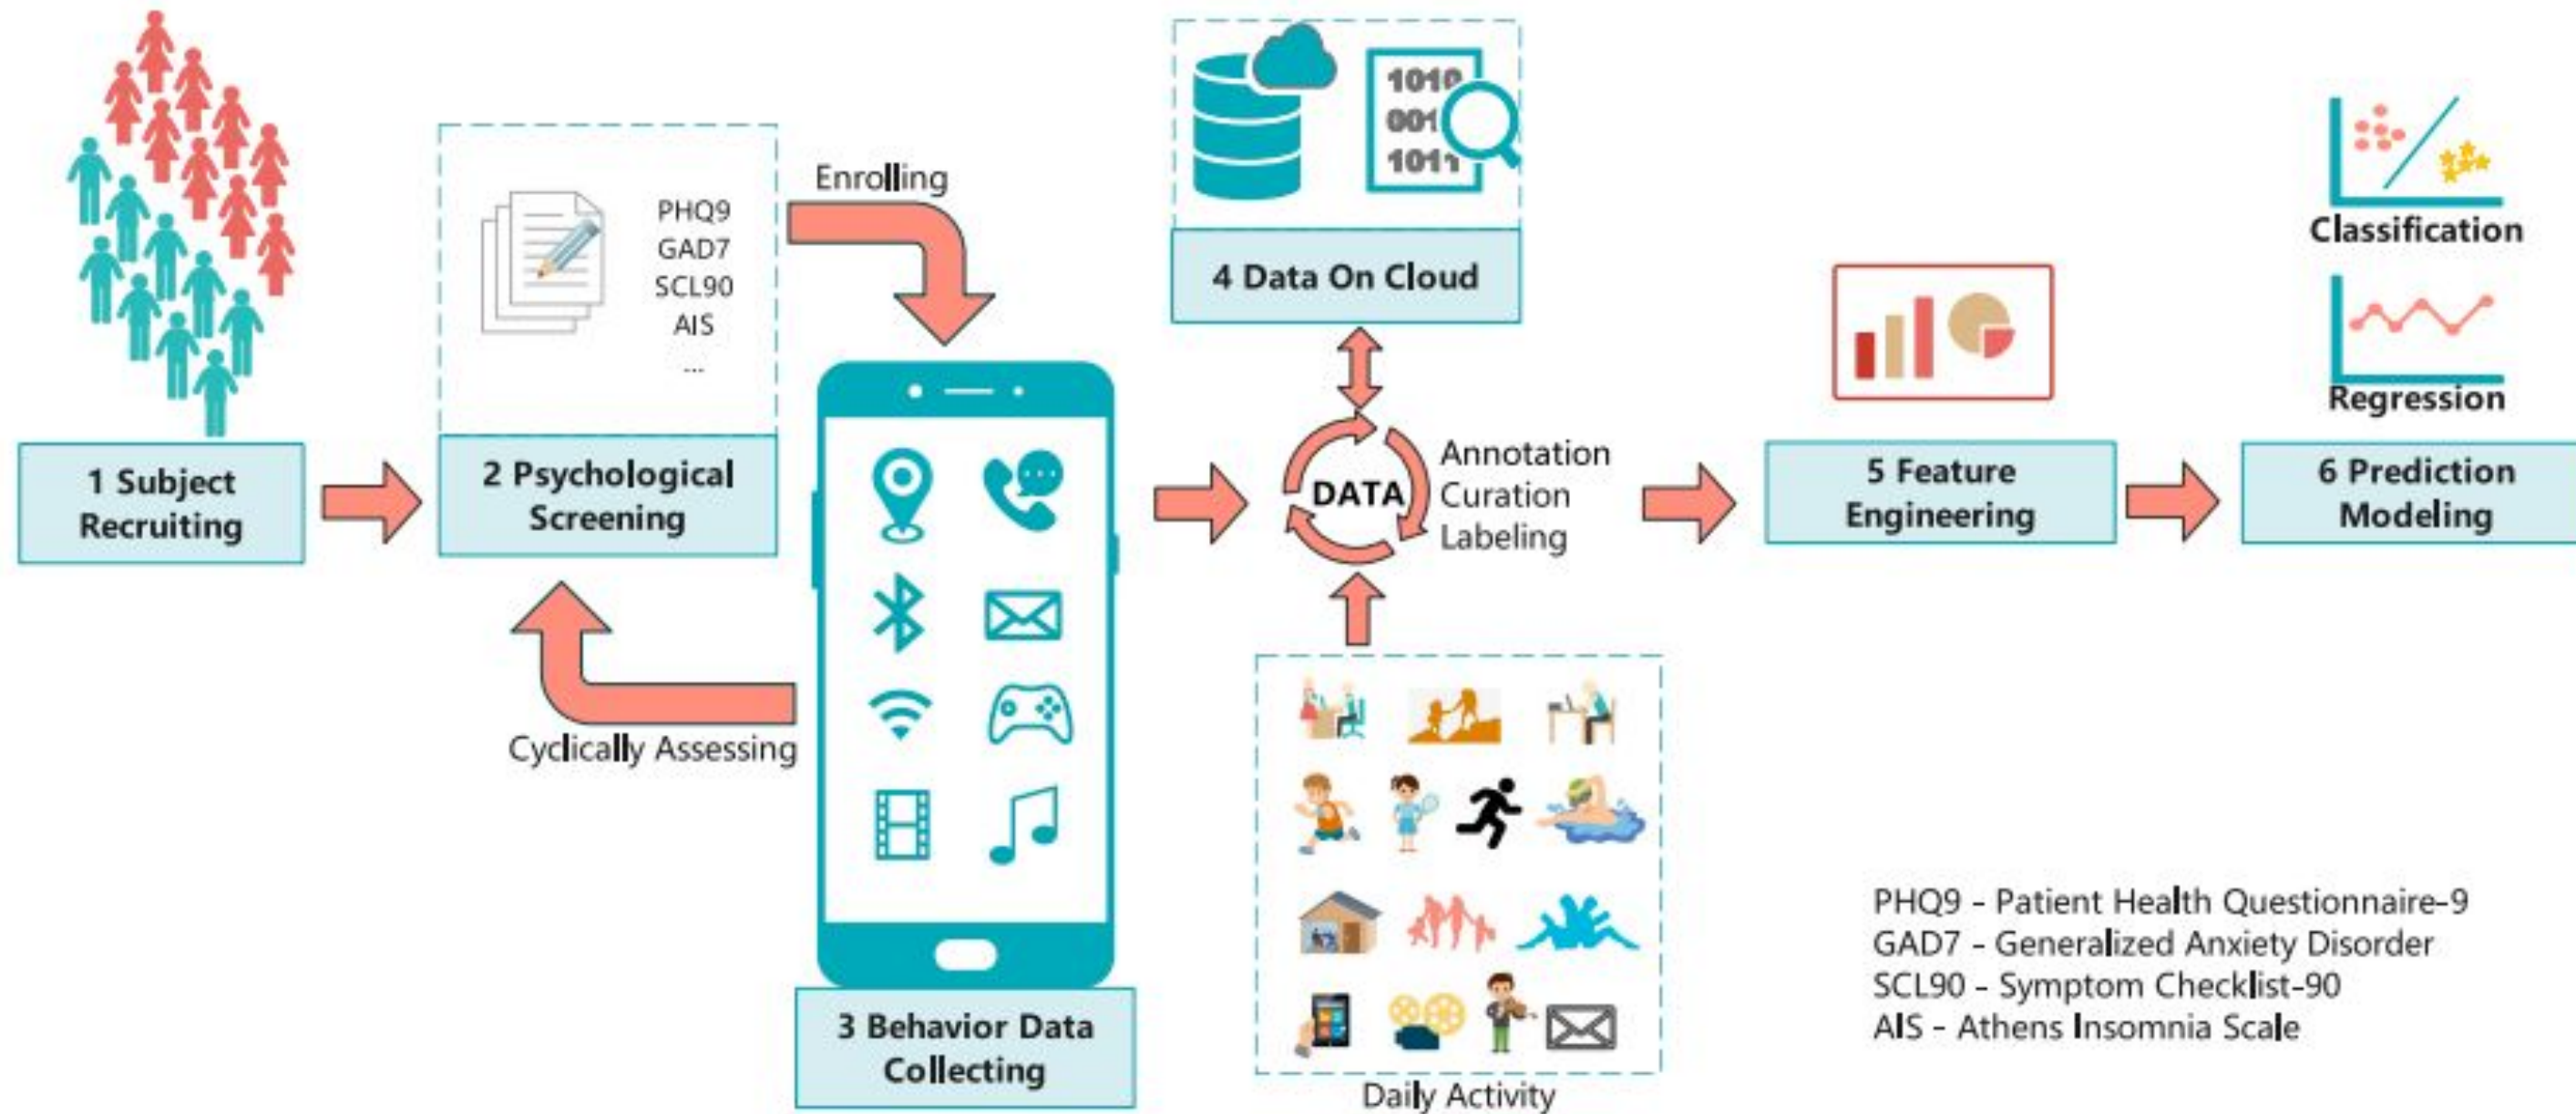 1 Subject
Recruiting
PHQ9
GAD7
SCL90
AIS
...
2 Psychological
Screening
Enrolling
Cyclically Assessing
3 Behavior Data
Collecting
1010
001
1011
4 Data On Cloud
DATA
Annotation
Curation
Labeling
Daily Activity
5 Feature
Engineering
Classification
Regression
6 Prediction
Modeling
PHQ9 - Patient Health Questionnaire-9
GAD7 - Generalized Anxiety Disorder
SCL90 - Symptom Checklist-90
AIS - Athens Insomnia Scale